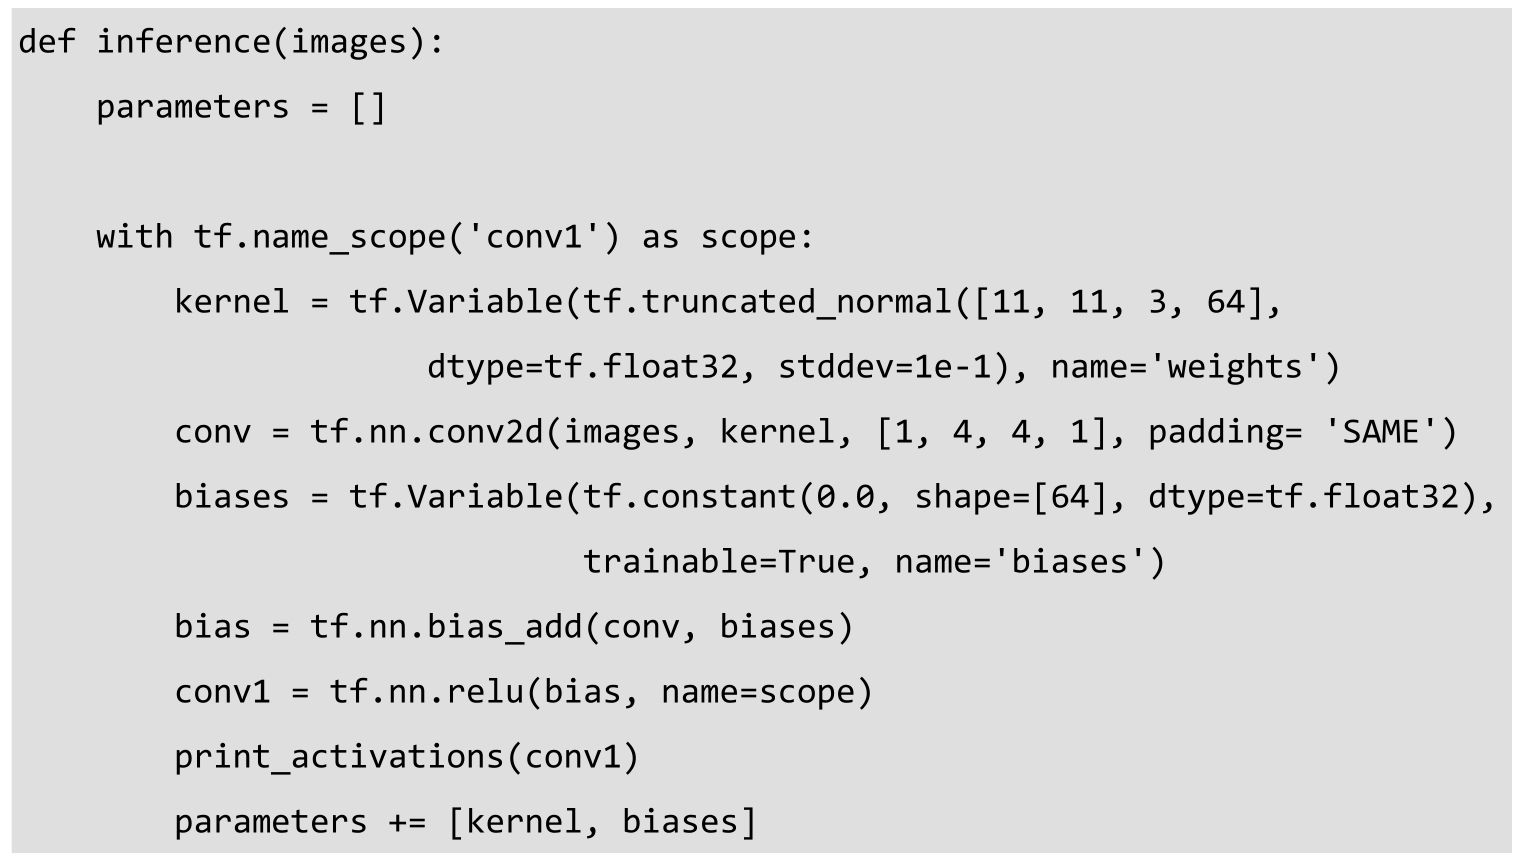 def inference(images):
    parameters = []

    with tf.name_scope('conv1') as scope:
        kernel = tf.Variable(tf.truncated_normal([11, 11, 3, 64],
                     dtype=tf.float32, stddev=1e-1), name='weights')
        conv = tf.nn.conv2d(images, kernel, [1, 4, 4, 1], padding= 'SAME')
        biases = tf.Variable(tf.constant(0.0, shape=[64], dtype=tf.float32),
                             trainable=True, name='biases')
        bias = tf.nn.bias_add(conv, biases)
        conv1 = tf.nn.relu(bias, name=scope)
        print_activations(conv1)
        parameters += [kernel, biases]